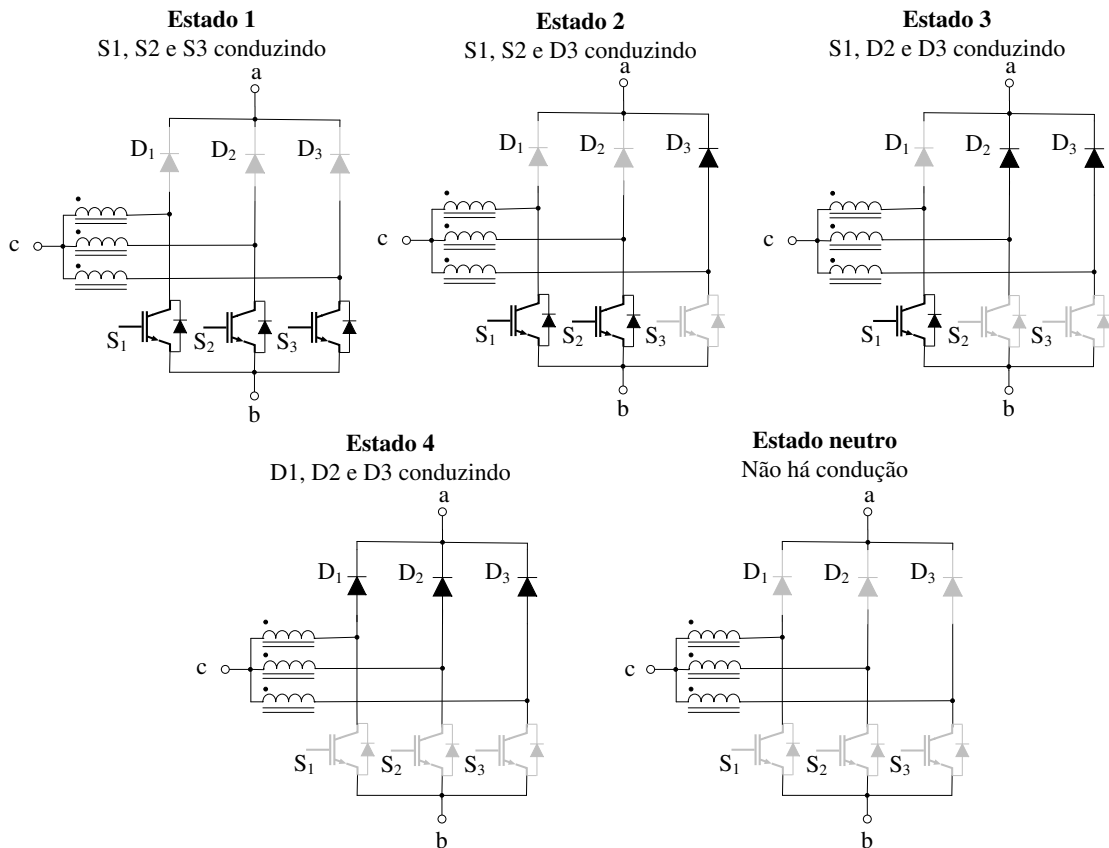 Estado 1
S1, S2 e S3 conduzindo
a
D1 D2 D3
c
S1 S2 S3
b
Estado 2
S1, S2 e D3 conduzindo
a
D1 D2 D3
c
S1 S2 S3
b
Estado 3
S1, D2 e D3 conduzindo
a
D1 D2 D3
c
S1 S2 S3
b
Estado 4
D1, D2 e D3 conduzindo
a
D1 D2 D3
c
S1 S2 S3
b
Estado neutro
Não há condução
a
D1 D2 D3
c
S1 S2 S3
b